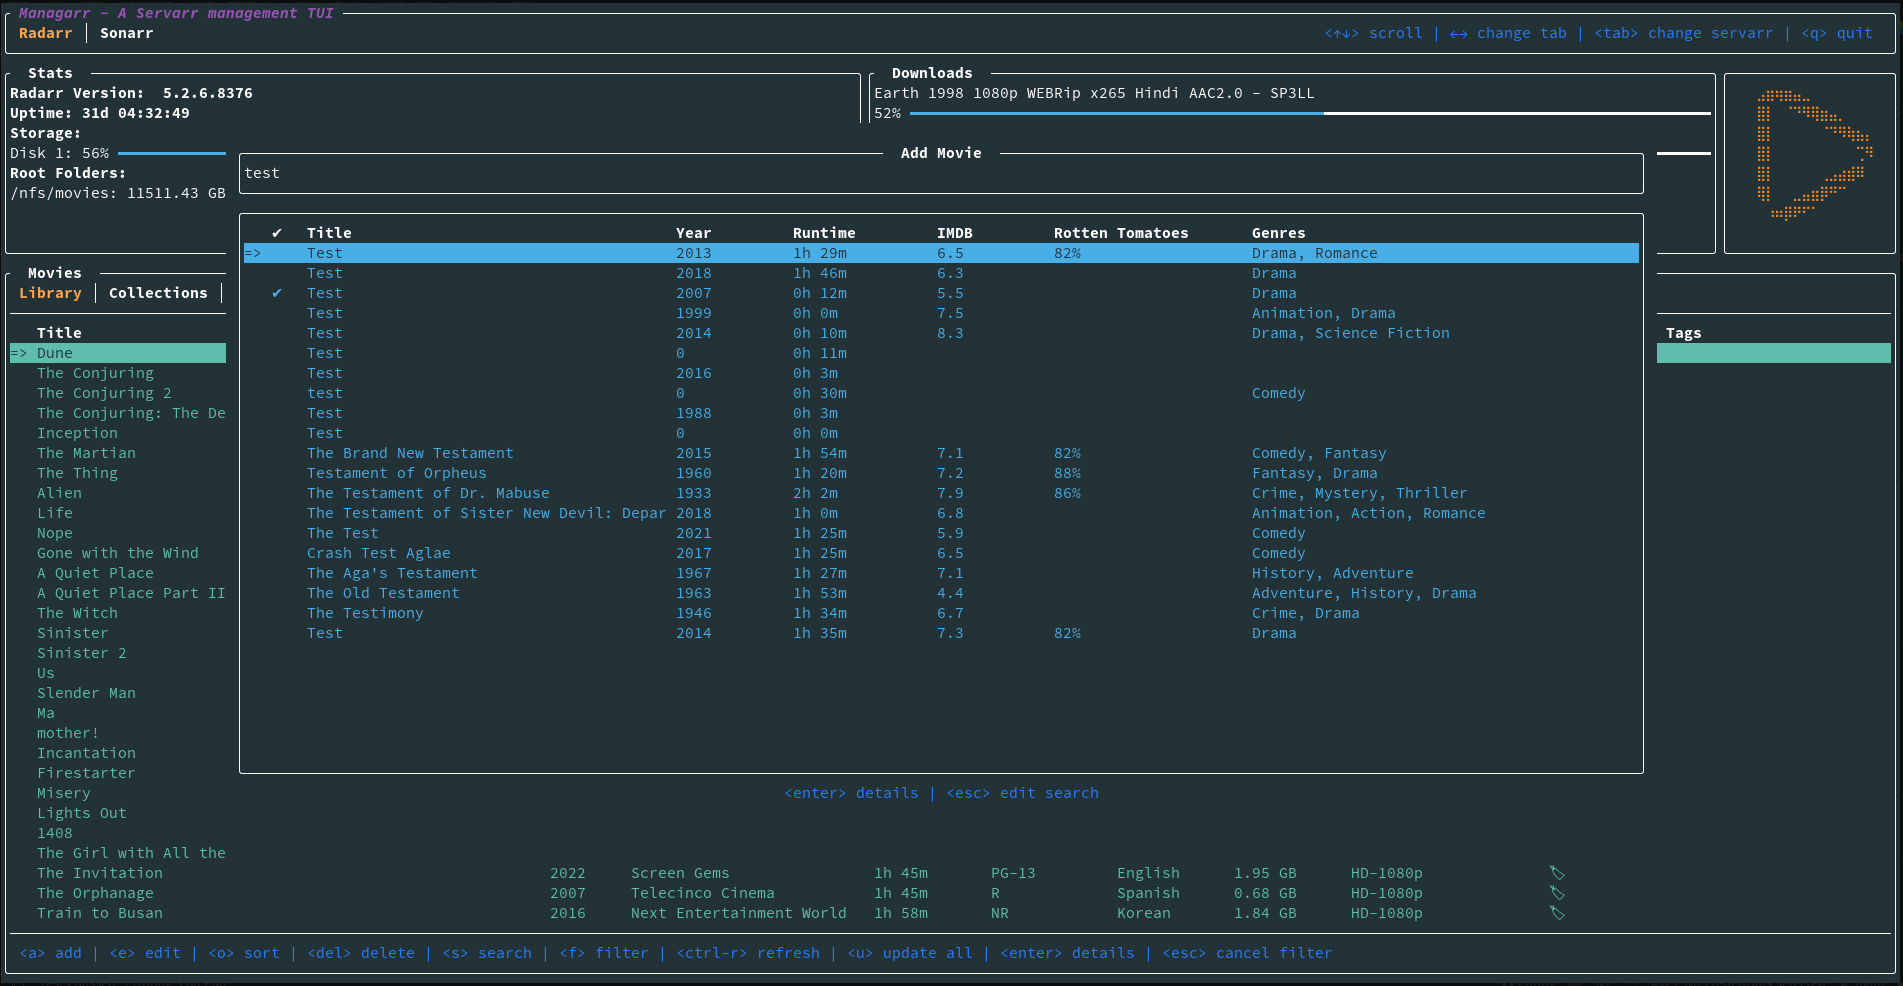 Managarr - A Servarr management TUI
Radarr │ Sonarr
<↑↓> scroll | ←→ change tab | <tab> change servarr | <q> quit
Stats
Radarr Version:  5.2.6.8376
Uptime: 31d 04:32:49
Storage:
Disk 1: 56%
Root Folders:
/nfs/movies: 11511.43 GB
Downloads
Earth 1998 1080p WEBRip x265 Hindi AAC2.0 - SP3LL
52%
Add Movie
test
✔ Title Year Runtime IMDB Rotten Tomatoes Genres
=> Test 2013 1h 29m 6.5 82% Drama, Romance
Test 2018 1h 46m 6.3 Drama
✔ Test 2007 0h 12m 5.5 Drama
Test 1999 0h 0m 7.5 Animation, Drama
Test 2014 0h 10m 8.3 Drama, Science Fiction
Test 0 0h 11m
Test 2016 0h 3m
test 0 0h 30m Comedy
Test 1988 0h 3m
Test 0 0h 0m
The Brand New Testament 2015 1h 54m 7.1 82% Comedy, Fantasy
Testament of Orpheus 1960 1h 20m 7.2 88% Fantasy, Drama
The Testament of Dr. Mabuse 1933 2h 2m 7.9 86% Crime, Mystery, Thriller
The Testament of Sister New Devil: Depar 2018 1h 0m 6.8 Animation, Action, Romance
The Test 2021 1h 25m 5.9 Comedy
Crash Test Aglae 2017 1h 25m 6.5 Comedy
The Aga's Testament 1967 1h 27m 7.1 History, Adventure
The Old Testament 1963 1h 53m 4.4 Adventure, History, Drama
The Testimony 1946 1h 34m 6.7 Crime, Drama
Test 2014 1h 35m 7.3 82% Drama
<enter> details | <esc> edit search
Movies
Library │ Collections │
Title Tags
=> Dune
The Conjuring
The Conjuring 2
The Conjuring: The De
Inception
The Martian
The Thing
Alien
Life
Nope
Gone with the Wind
A Quiet Place
A Quiet Place Part II
The Witch
Sinister
Sinister 2
Us
Slender Man
Ma
mother!
Incantation
Firestarter
Misery
Lights Out
1408
The Girl with All the
The Invitation 2022 Screen Gems 1h 45m PG-13 English 1.95 GB HD-1080p
The Orphanage 2007 Telecinco Cinema 1h 45m R Spanish 0.68 GB HD-1080p
Train to Busan 2016 Next Entertainment World 1h 58m NR Korean 1.84 GB HD-1080p
<a> add | <e> edit | <o> sort | <del> delete | <s> search | <f> filter | <ctrl-r> refresh | <u> update all | <enter> details | <esc> cancel filter